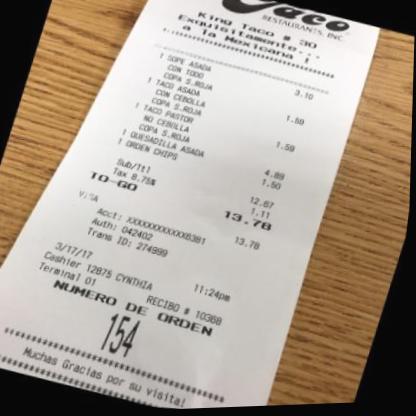 Taco
RESTAURANTS, INC.
King Taco # 30
Exquisitamente...
a la Mexicana !
1 SOPE ASADA 3.10
CON TODO
COPA S.ROJA
1 TACO ASADA 1.59
CON CEBOLLA
COPA S.ROJA
1 TACO PASTOR 1.59
NO CEBOLLA
COPA S.ROJA
1 QUESADILLA ASADA 4.89
1 ORDEN CHIPS 1.50
Sub/Ttl 12.67
Tax 8.75% 1.11
TO-GO 13.78
VISA 13.78
Acct: XXXXXXXXXXXX6381
Auth: 042402
Trans ID: 274999
3/17/17 11:24pm
Cashier 12875 CYNTHIA
Terminal 01 RECIBO # 10368
NUMERO DE ORDEN
154
Muchas Gracias por su visita!